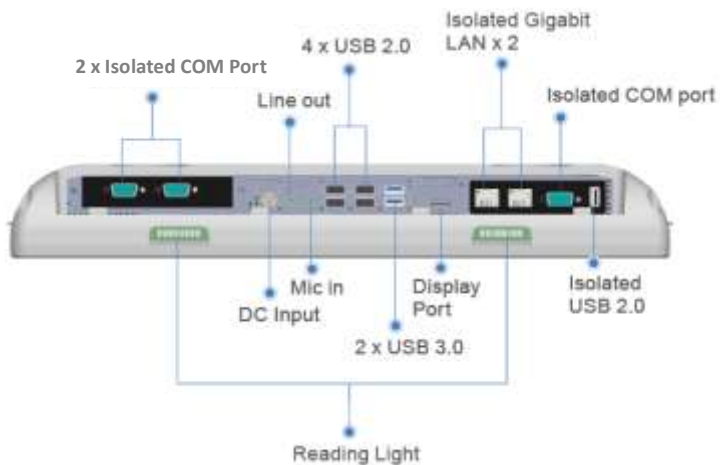 Isolated Gigabit
LAN x 2
4 x USB 2.0
2 x Isolated COM Port
Line out
Isolated COM port
Mic in
Display
Port
Isolated
USB 2.0
DC Input
2 x USB 3.0
Reading Light